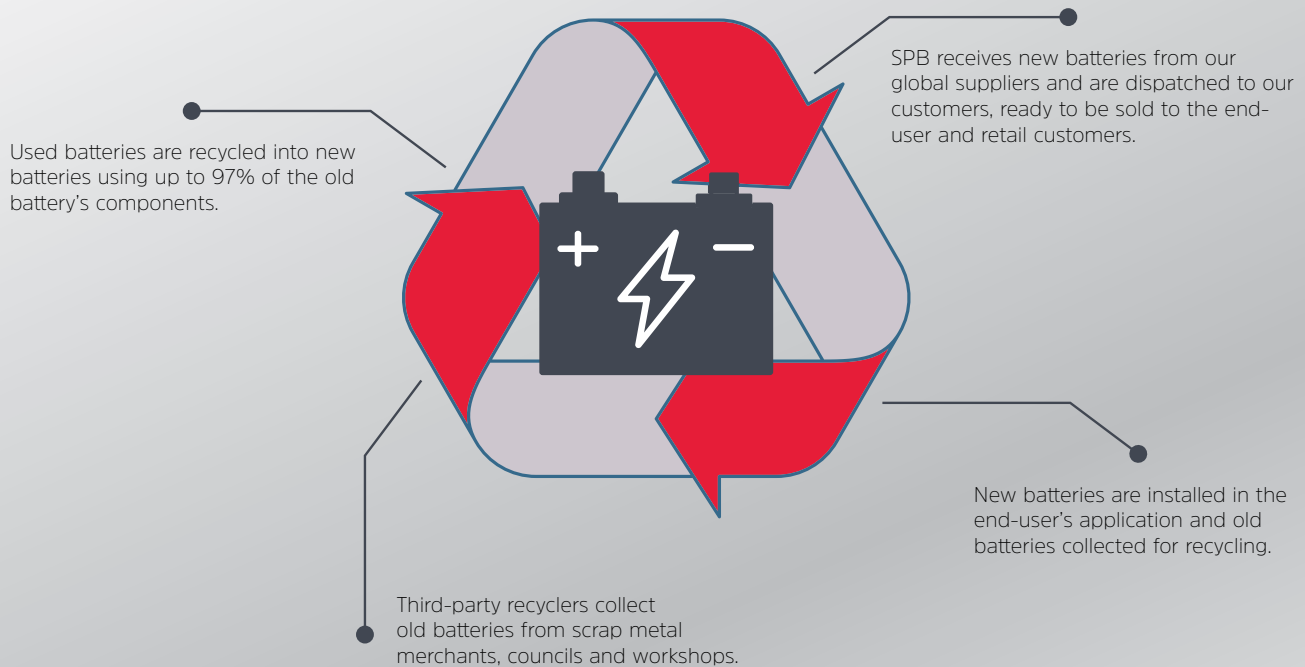 SPB receives new batteries from our
global suppliers and are dispatched to our
customers, ready to be sold to the end-
user and retail customers.
Used batteries are recycled into new
batteries using up to 97% of the old
battery's components.
New batteries are installed in the
end-user's application and old
batteries collected for recycling.
Third-party recyclers collect
old batteries from scrap metal
merchants, councils and workshops.